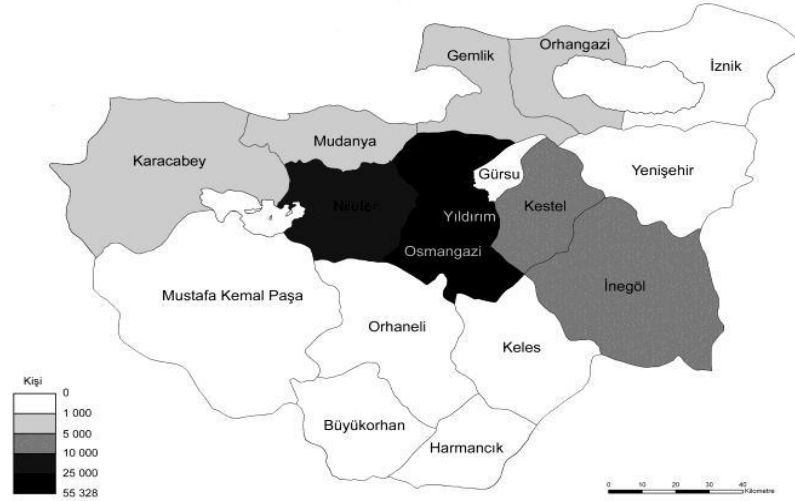 Gemlik
Orhangazi
İznik
Mudanya
Karacabey
Gürsu
Yenişehir
Nilüfer
Yıldırım
Kestel
Osmangazi
İnegöl
Mustafa Kemal Paşa
Orhaneli
Keles
Büyükorhan
Harmancık
Kişi
0
1 000
5 000
10 000
25 000
55 328
0 10 20 30 40
Kilometre